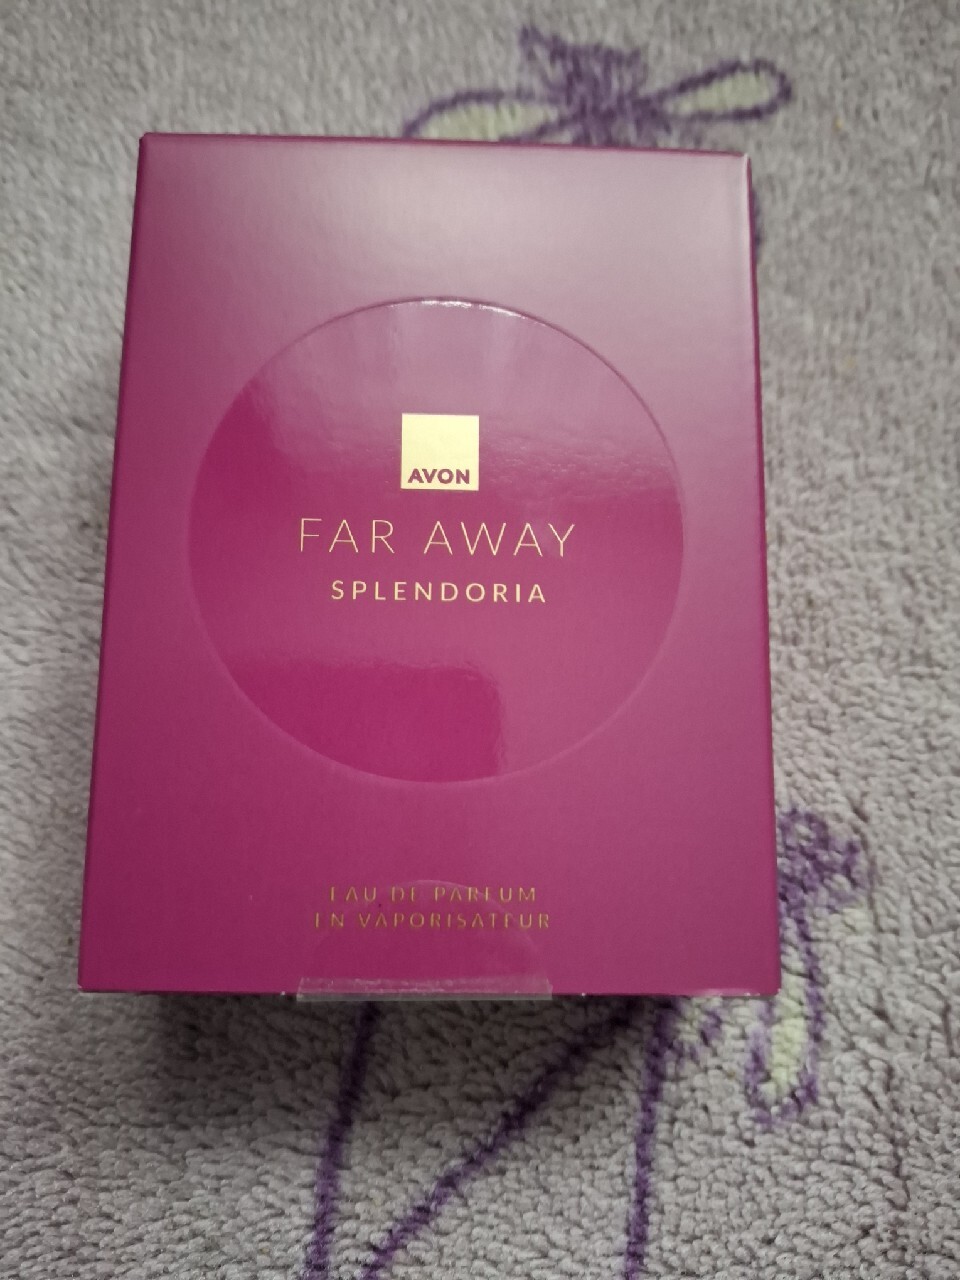 AVON
FAR AWAY
SPLENDORIA
EAU DE PARFUM
EN VAPORISATEUR